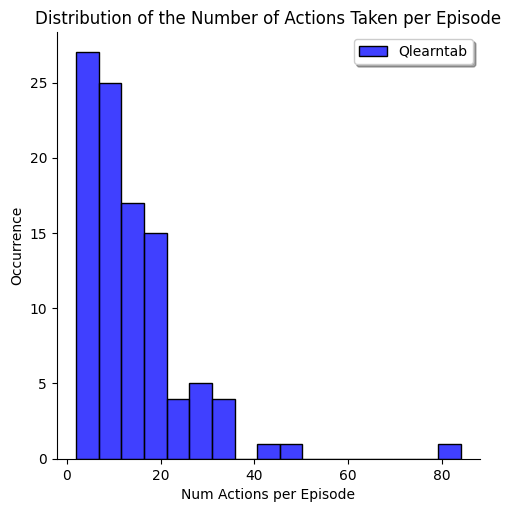 Distribution of the Number of Actions Taken per Episode
Qlearntab
25
20
15
10
5
0
Occurrence
0 20 40 60 80
Num Actions per Episode